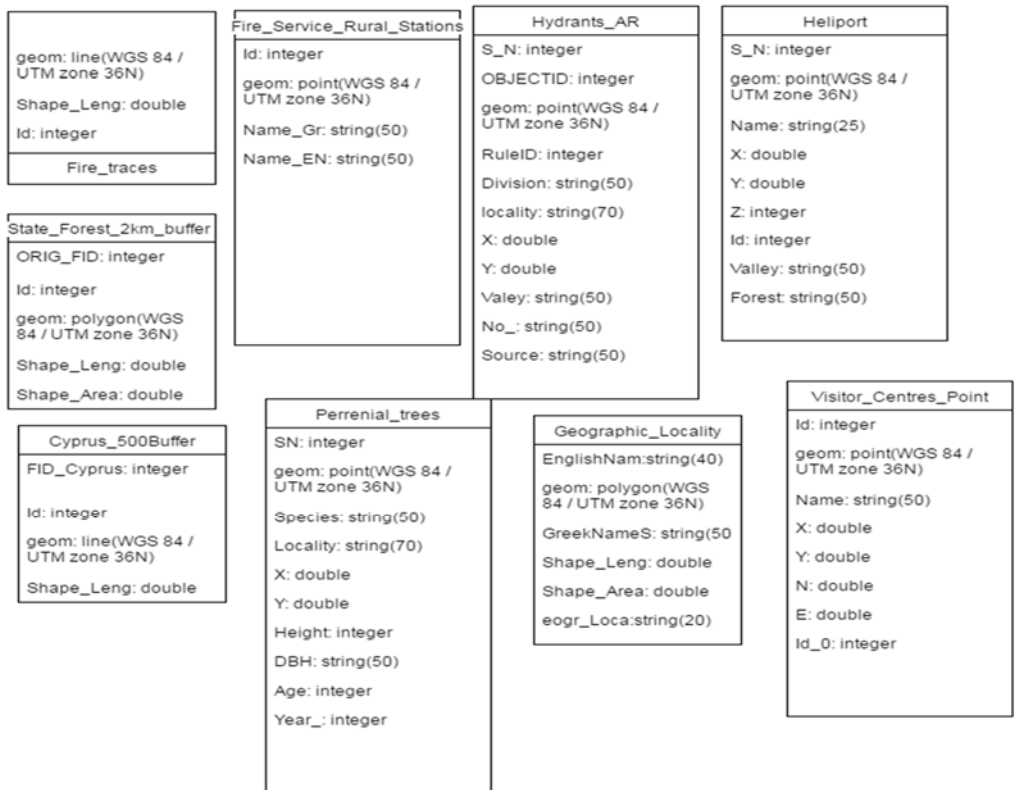 geom: line(WGS 84 /
UTM zone 36N)
Shape_Leng: double
Id: integer
Fire_traces
Fire_Service_Rural_Stations
Id: integer
geom: point(WGS 84 /
UTM zone 36N)
Name_Gr: string(50)
Name_EN: string(50)
Hydrants_AR
S_N: integer
OBJECTID: integer
geom: point(WGS 84 /
UTM zone 36N)
RuleID: integer
Division: string(50)
locality: string(70)
X: double
Y: double
Valey: string(50)
No_: string(50)
Source: string(50)
Heliport
S_N: integer
geom: point(WGS 84 /
UTM zone 36N)
Name: string(25)
X: double
Y: double
Z: integer
Id: integer
Valley: string(50)
Forest: string(50)
State_Forest_2km_buffer
ORIG_FID: integer
Id: integer
geom: polygon(WGS
84 / UTM zone 36N)
Shape_Leng: double
Shape_Area: double
Cyprus_500Buffer
FID_Cyprus: integer
Id: integer
geom: line(WGS 84 /
UTM zone 36N)
Shape_Leng: double
Perrenial_trees
SN: integer
geom: point(WGS 84 /
UTM zone 36N)
Species: string(50)
Locality: string(70)
X: double
Y: double
Height: integer
DBH: string(50)
Age: integer
Year_: integer
Geographic_Locality
EnglishNam:string(40)
geom: polygon(WGS
84 / UTM zone 36N)
GreekNameS: string(50
Shape_Leng: double
Shape_Area: double
eogr_Loca:string(20)
Visitor_Centres_Point
Id: integer
geom: point(WGS 84 /
UTM zone 36N)
Name: string(50)
X: double
Y: double
N: double
E: double
Id_0: integer